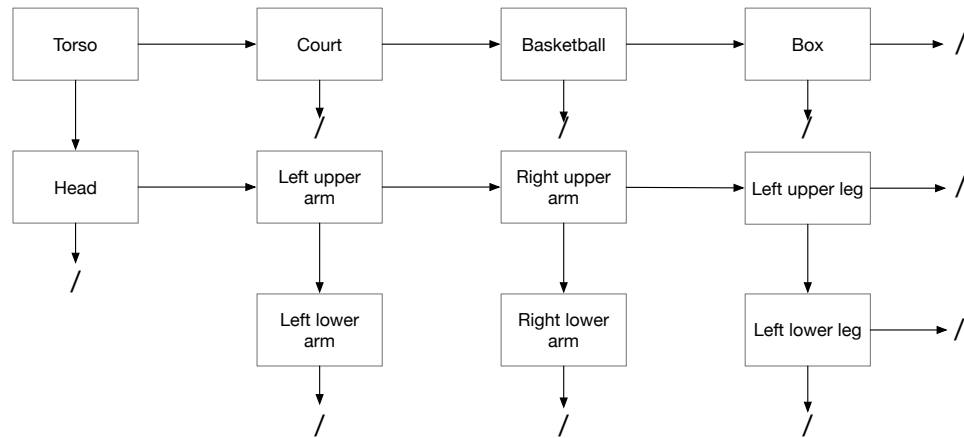 Torso
Court
Basketball
Box
/
/
/
/
Head
Left upper
arm
Right upper
arm
Left upper leg
/
/
Left lower
arm
Right lower
arm
Left lower leg
/
/
/
/